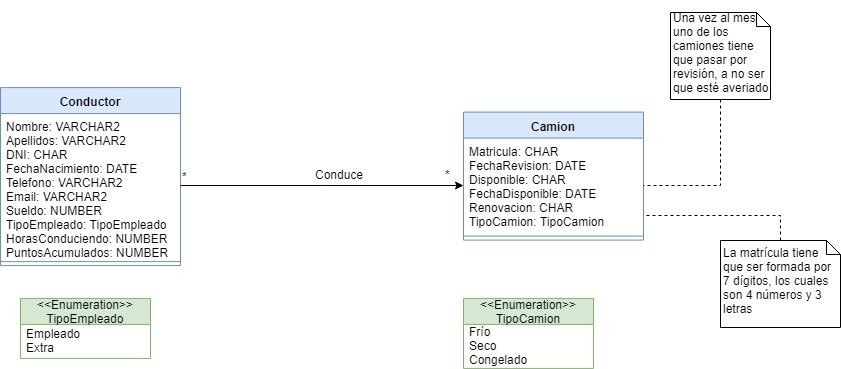 Una vez al mes
uno de los
camiones tiene
que pasar por
revisión, a no ser
que esté averiado
Conductor
Nombre: VARCHAR2
Apellidos: VARCHAR2
DNI: CHAR
FechaNacimiento: DATE
Telefono: VARCHAR2
Email: VARCHAR2
Sueldo: NUMBER
TipoEmpleado: TipoEmpleado
HorasConduciendo: NUMBER
PuntosAcumulados: NUMBER
*
Conduce
*
Camion
Matricula: CHAR
FechaRevision: DATE
Disponible: CHAR
FechaDisponible: DATE
Renovacion: CHAR
TipoCamion: TipoCamion
La matrícula tiene
que ser formada por
7 dígitos, los cuales
son 4 números y 3
letras
<<Enumeration>>
TipoEmpleado
Empleado
Extra
<<Enumeration>>
TipoCamion
Frío
Seco
Congelado